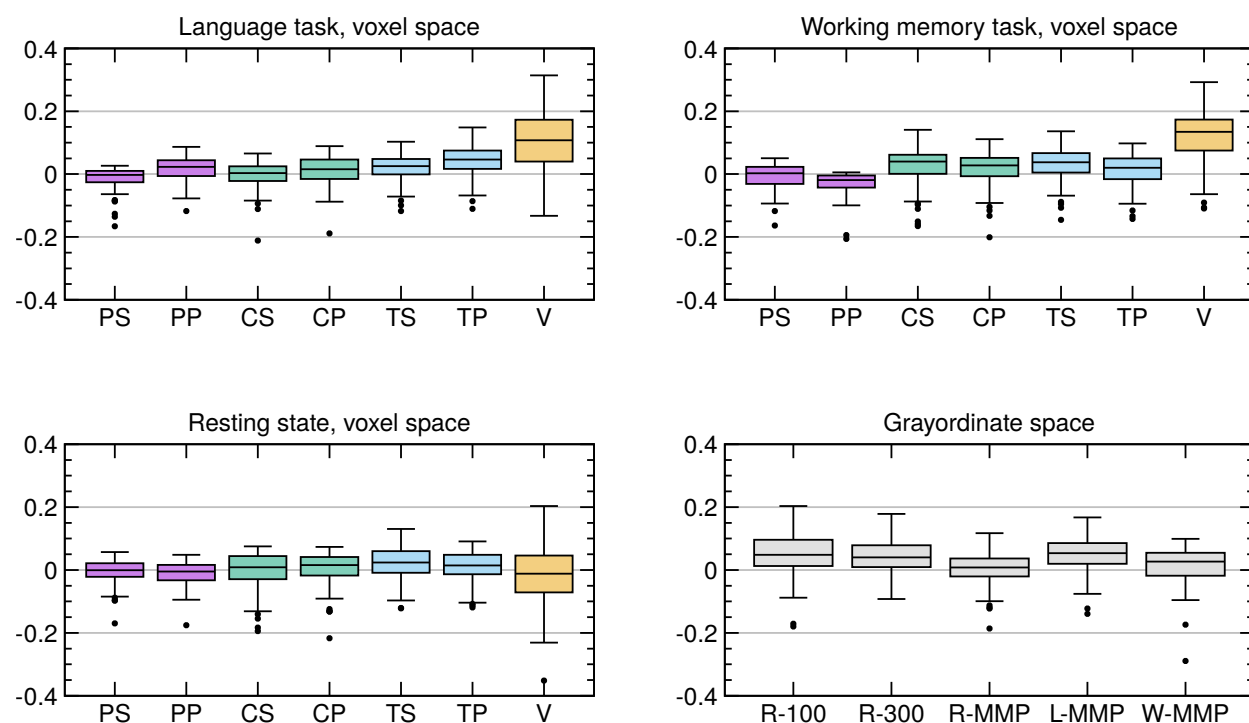 Language task, voxel space
0.4
0.2
0
-0.2
-0.4
PS PP CS CP TS TP V
Working memory task, voxel space
0.4
0.2
0
-0.2
-0.4
PS PP CS CP TS TP V
Resting state, voxel space
0.4
0.2
0
-0.2
-0.4
PS PP CS CP TS TP V
Grayordinate space
0.4
0.2
0
-0.2
-0.4
R-100 R-300 R-MMP L-MMP W-MMP